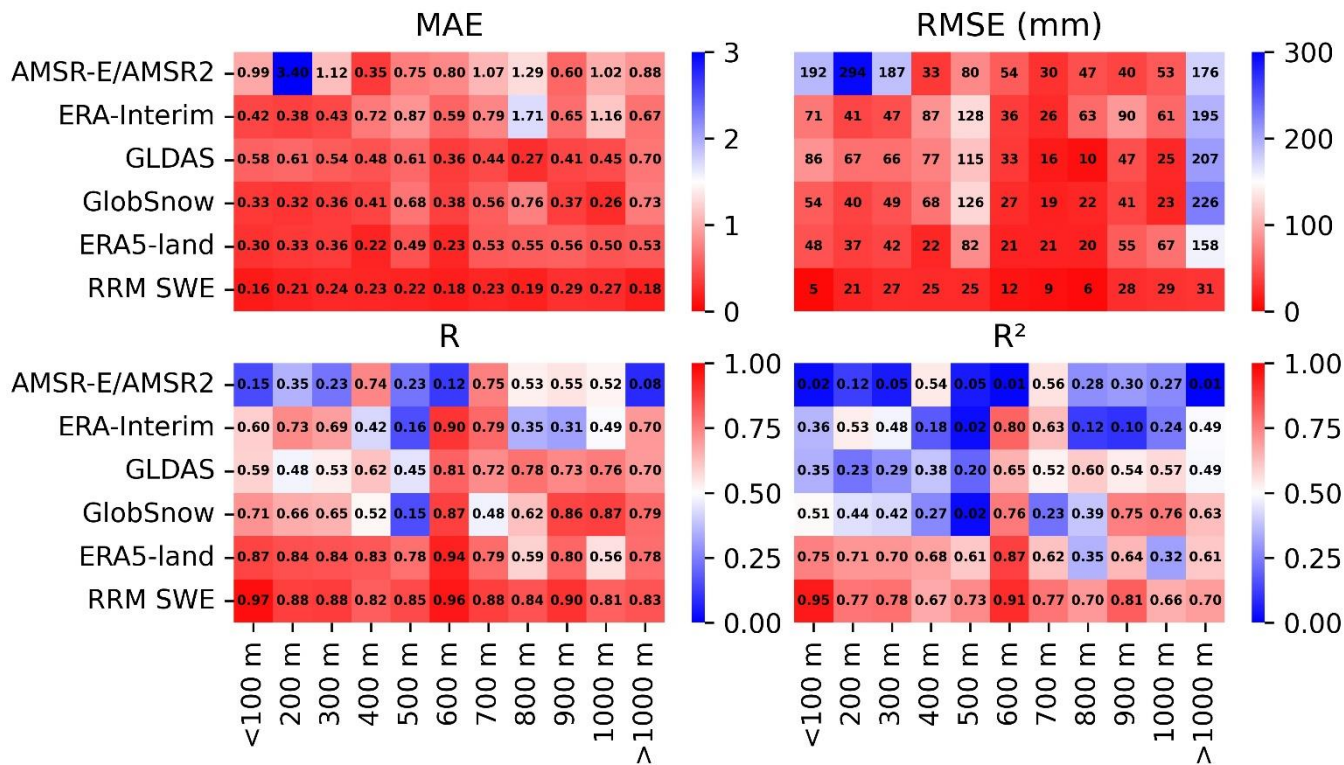 MAE
RMSE (mm)
AMSR-E/AMSR2 0.99 3.40 1.12 0.35 0.75 0.80 1.07 1.29 0.60 1.02 0.88
ERA-Interim 0.42 0.38 0.43 0.72 0.87 0.59 0.79 1.71 0.65 1.16 0.67
GLDAS 0.58 0.61 0.54 0.48 0.61 0.36 0.44 0.27 0.41 0.45 0.70
GlobSnow 0.33 0.32 0.36 0.41 0.68 0.38 0.56 0.76 0.37 0.26 0.73
ERA5-land 0.30 0.33 0.36 0.22 0.49 0.23 0.53 0.55 0.56 0.50 0.53
RRM SWE 0.16 0.21 0.24 0.23 0.22 0.18 0.23 0.19 0.29 0.27 0.18
3
2
1
0
192 294 187 33 80 54 30 47 40 53 176
71 41 47 87 128 36 26 63 90 61 195
86 67 66 77 115 33 16 10 47 25 207
54 40 49 68 126 27 19 22 41 23 226
48 37 42 22 82 21 21 20 55 67 158
5 21 27 25 25 12 9 6 28 29 31
300
200
100
0
R
R²
AMSR-E/AMSR2 0.15 0.35 0.23 0.74 0.23 0.12 0.75 0.53 0.55 0.52 0.08
ERA-Interim 0.60 0.73 0.69 0.42 0.16 0.90 0.79 0.35 0.31 0.49 0.70
GLDAS 0.59 0.48 0.53 0.62 0.45 0.81 0.72 0.78 0.73 0.76 0.70
GlobSnow 0.71 0.66 0.65 0.52 0.15 0.87 0.48 0.62 0.86 0.87 0.79
ERA5-land 0.87 0.84 0.84 0.83 0.78 0.94 0.79 0.59 0.80 0.56 0.78
RRM SWE 0.97 0.88 0.88 0.82 0.85 0.96 0.88 0.84 0.90 0.81 0.83
<100 m 200 m 300 m 400 m 500 m 600 m 700 m 800 m 900 m 1000 m >1000 m
1.00
0.75
0.50
0.25
0.00
0.02 0.12 0.05 0.54 0.05 0.01 0.56 0.28 0.30 0.27 0.01
0.36 0.53 0.48 0.18 0.02 0.80 0.63 0.12 0.10 0.24 0.49
0.35 0.23 0.29 0.38 0.20 0.65 0.52 0.60 0.54 0.57 0.49
0.51 0.44 0.42 0.27 0.02 0.76 0.23 0.39 0.75 0.76 0.63
0.75 0.71 0.70 0.68 0.61 0.87 0.62 0.35 0.64 0.32 0.61
0.95 0.77 0.78 0.67 0.73 0.91 0.77 0.70 0.81 0.66 0.70
<100 m 200 m 300 m 400 m 500 m 600 m 700 m 800 m 900 m 1000 m >1000 m
1.00
0.75
0.50
0.25
0.00